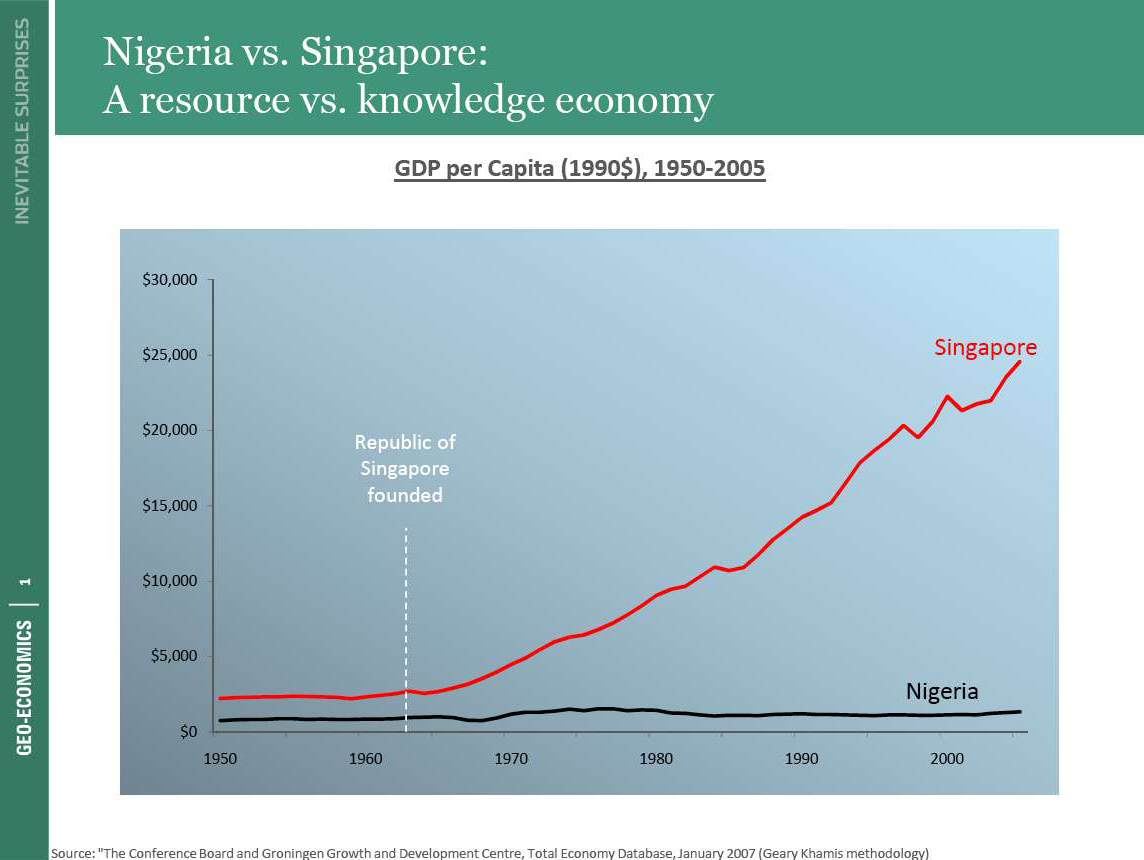 INEVITABLE SURPRISES
GEO-ECONOMICS | 1
Nigeria vs. Singapore:
A resource vs. knowledge economy
GDP per Capita (1990$), 1950-2005
$30,000
$25,000
$20,000
$15,000
$10,000
$5,000
$0
Singapore
Republic of
Singapore
founded
Nigeria
1950 1960 1970 1980 1990 2000
Source: "The Conference Board and Groningen Growth and Development Centre, Total Economy Database, January 2007 (Geary Khamis methodology)